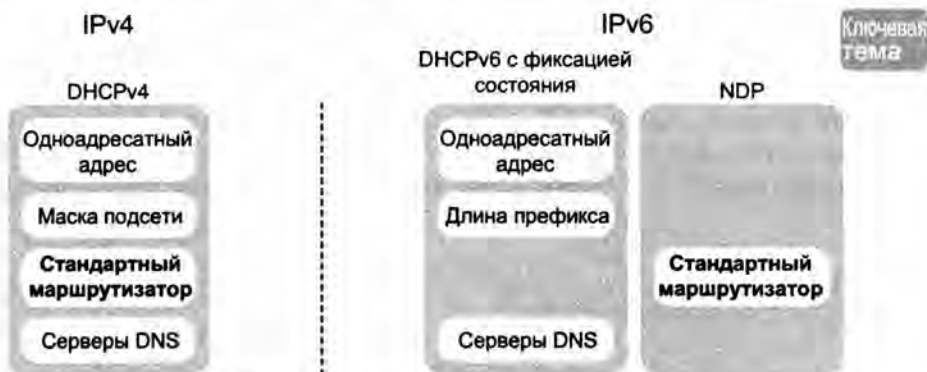 IPv4
IPv6
Ключевая
тема
DHCPv4
DHCPv6 с фиксацией
состояния
NDP
Одноадресатный
адрес
Маска подсети
Стандартный
маршрутизатор
Серверы DNS
Одноадресатный
адрес
Длина префикса
Серверы DNS
Стандартный
маршрутизатор